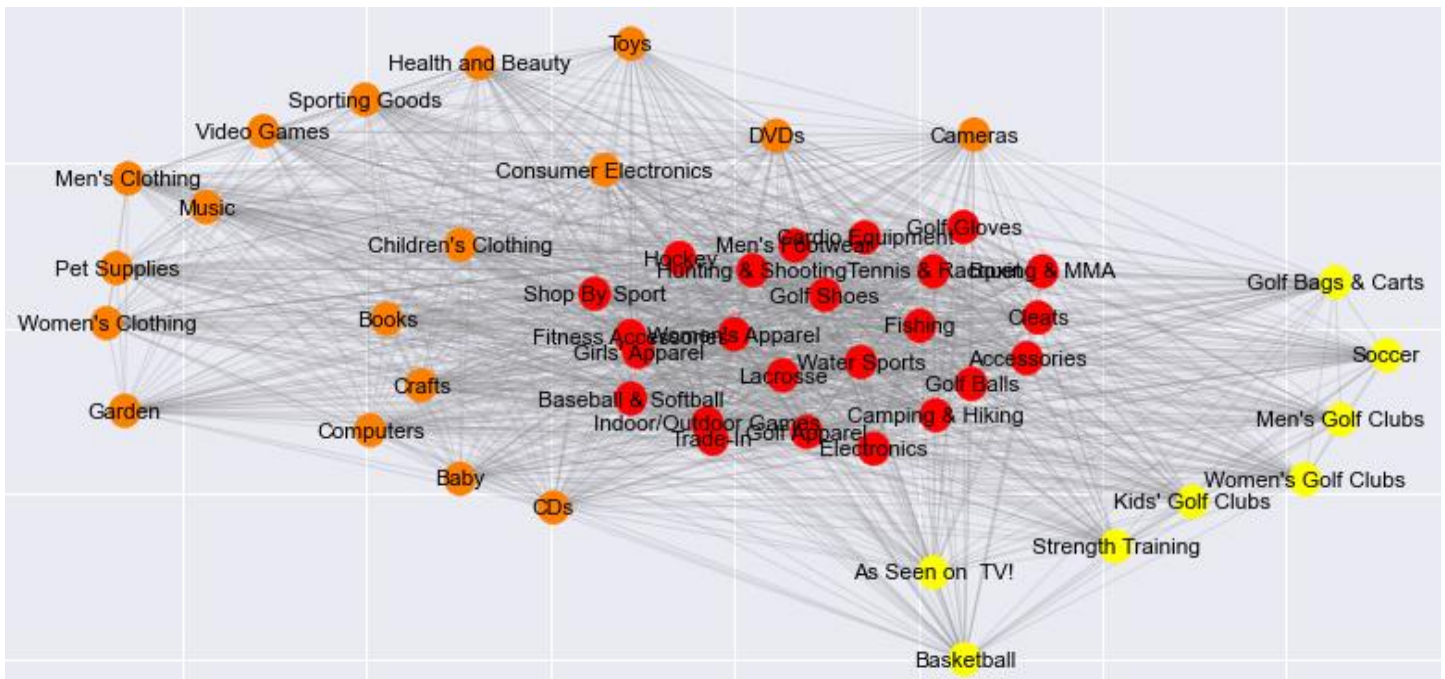 Toys
Health and Beauty
Sporting Goods
Video Games
DVDs
Cameras
Consumer Electronics
Men's Clothing
Music
Golf Gloves
Cardio Equipment
Men's Footwear
Children's Clothing
Hockey
Pet Supplies
Hunting & Shooting
Tennis & Racquet
Boxing & MMA
Golf Bags & Carts
Shop By Sport
Golf Shoes
Books
Women's Clothing
Fishing
Cleats
Fitness Accessories
Women's Apparel
Girls' Apparel
Soccer
Water Sports
Accessories
Lacrosse
Golf Balls
Crafts
Baseball & Softball
Garden
Camping & Hiking
Men's Golf Clubs
Indoor/Outdoor Games
Computers
Golf Apparel
Trade-In
Electronics
Baby
Women's Golf Clubs
Kids' Golf Clubs
CDs
Strength Training
As Seen on  TV!
Basketball